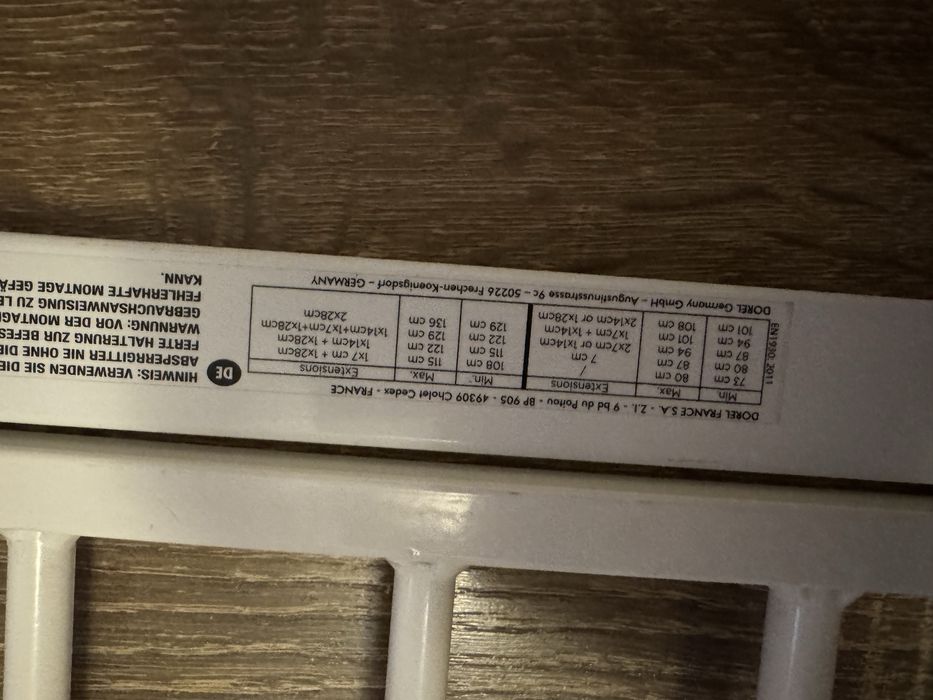 DOREL FRANCE S.A. - Z.I. - 9 bd du Poitou - BP 905 - 49309 Cholet Cedex - FRANCE
Min. Max. Extensions Min. Max. Extensions
73 cm 80 cm / 108 cm 115 cm 1x7 cm + 1x28cm
80 cm 87 cm 7 cm 115 cm 122 cm 1x14cm + 1x28cm
87 cm 94 cm 2x7cm or 1x14cm 122 cm 129 cm 1x14cm+1x7cm+1x28cm
94 cm 101 cm 1x7cm + 1x14cm 129 cm 136 cm 2x28cm
101 cm 108 cm 2x14cm or 1x28cm
DOREL Germany GmbH - Augustinusstrasse 9c - 50226 Frechen-Koenigsdorf - GERMANY
EN1930:2011
DE
HINWEIS: VERWENDEN SIE DIE
ABSPERGITTER NIE OHNE DIE
FERTE HALTERUNG ZUR BEFES
WARNUNG: VOR DER MONTAG
GEBRAUCHSANWEISUNG ZU LE
FEHLERHAFTE MONTAGE GEFÄ
KANN.